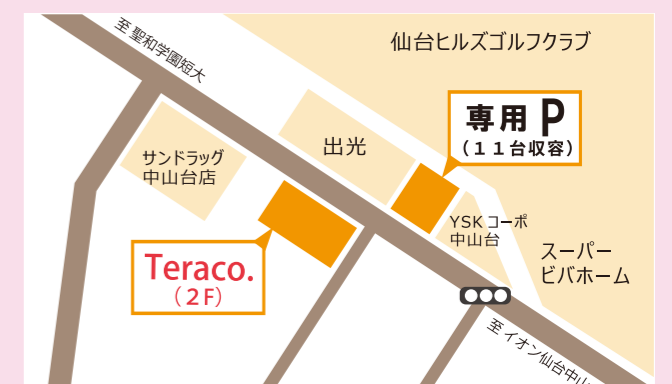 至 聖和学園短大
仙台ヒルズゴルフクラブ
専用 P
（１１台収容）
出光
サンドラッグ
中山台店
YSK コーポ
中山台
スーパー
ビバホーム
Teraco.
（２F）
至 イオン仙台中山